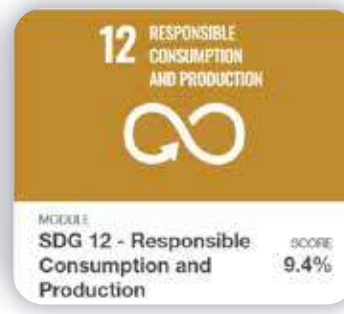 12 RESPONSIBLE
CONSUMPTION
AND PRODUCTION
MODULE
SDG 12 - Responsible
Consumption and
Production
SCORE
9.4%